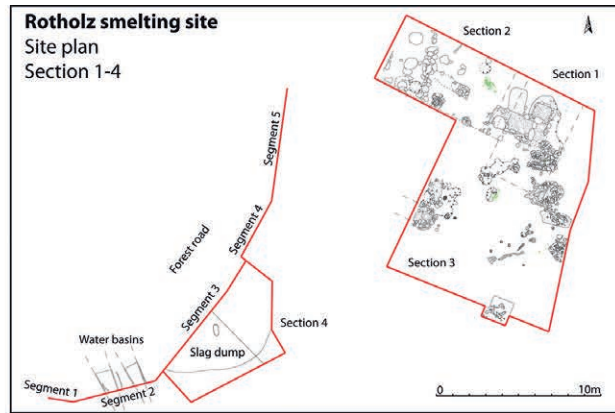 Rotholz smelting site
Site plan
Section 1-4
Section 2
Section 1
Segment 5
Segment 4
Forest road
Section 3
Segment 3
Section 4
Water basins
Slag dump
Segment 1
Segment 2
0 10m